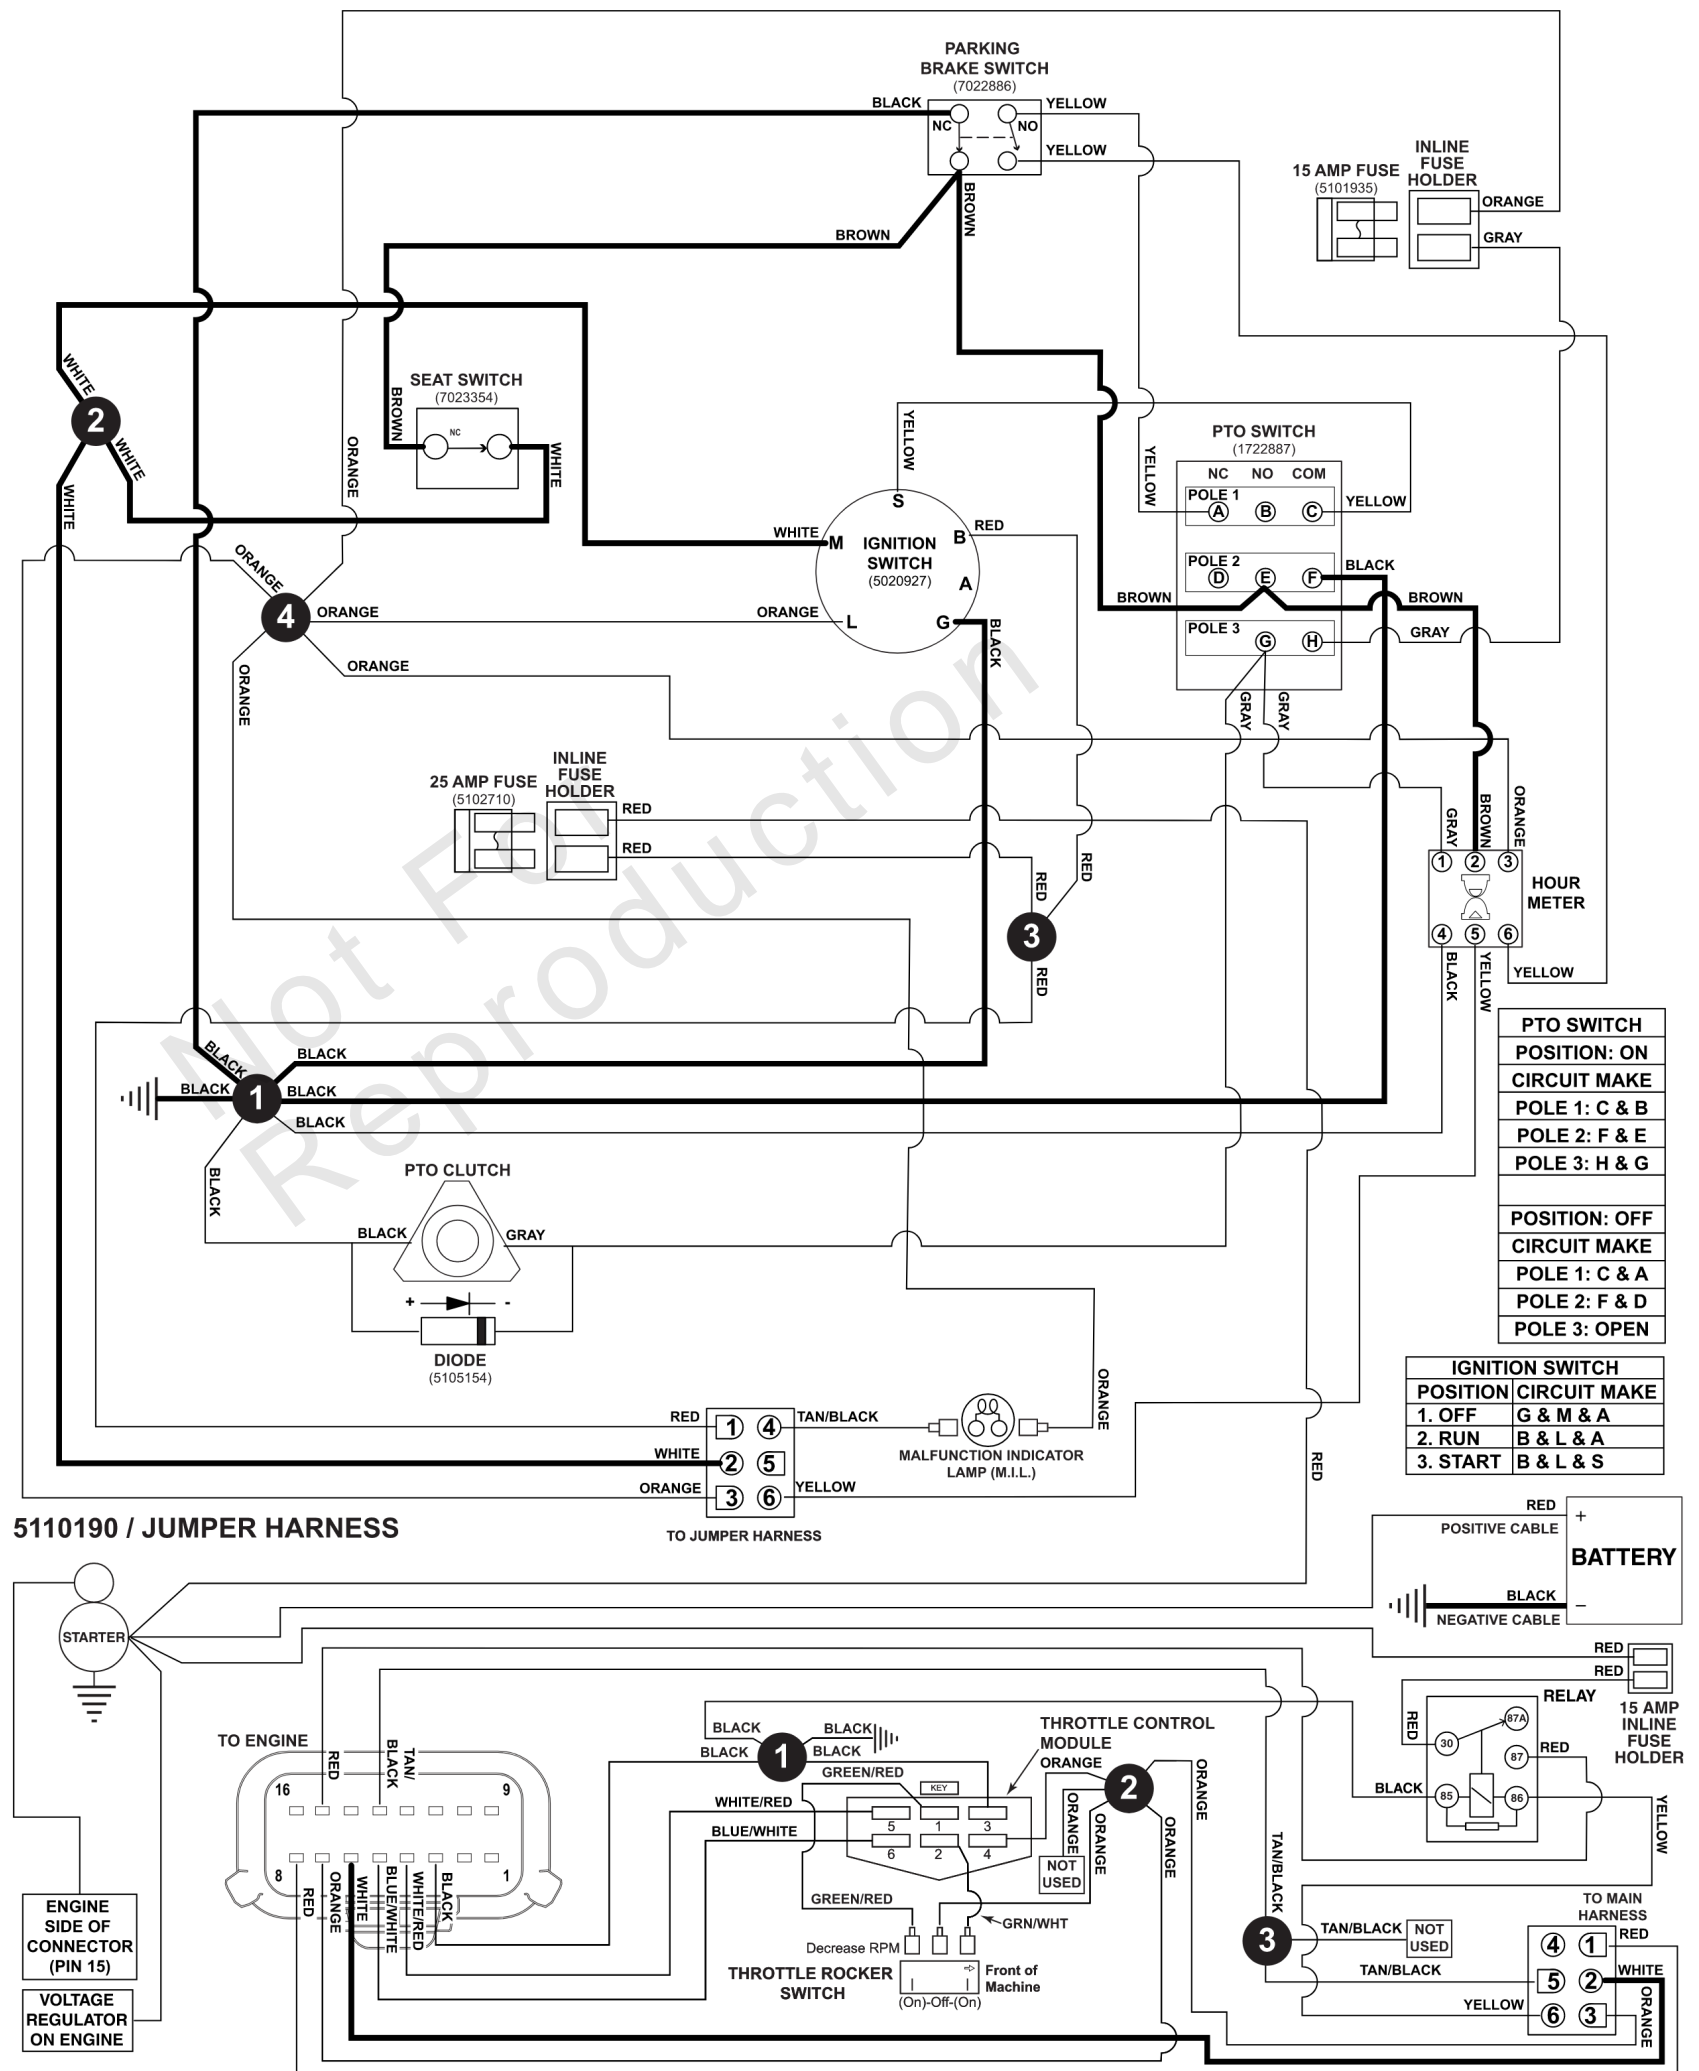 PARKING
BRAKE SWITCH
(7022886)
BLACK
YELLOW
NC
NO
YELLOW
BROWN
BROWN
15 AMP FUSE
(5101935)
INLINE
FUSE
HOLDER
ORANGE
GRAY
WHITE
2
WHITE
WHITE
SEAT SWITCH
(7023354)
BROWN
NC
WHITE
ORANGE
YELLOW
S
WHITE
M
B
RED
IGNITION
SWITCH
(5020927)
A
L
G
BLACK
YELLOW
PTO SWITCH
(1722887)
NC NO COM
POLE 1
A B C
YELLOW
POLE 2
D E F
BLACK
BROWN
BROWN
POLE 3
G H
GRAY
GRAY
GRAY
ORANGE
4
ORANGE
ORANGE
ORANGE
ORANGE
25 AMP FUSE
(5102710)
INLINE
FUSE
HOLDER
RED
RED
RED
RED
3
RED
GRAY
BROWN
ORANGE
1 2 3
HOUR
METER
4 5 6
BLACK
YELLOW
YELLOW
Not For
Reproduction
BLACK
BLACK
BLACK
1
BLACK
BLACK
BLACK
PTO CLUTCH
BLACK
GRAY
+ -
DIODE
(5105154)
PTO SWITCH
POSITION: ON
CIRCUIT MAKE
POLE 1: C & B
POLE 2: F & E
POLE 3: H & G
POSITION: OFF
CIRCUIT MAKE
POLE 1: C & A
POLE 2: F & D
POLE 3: OPEN
IGNITION SWITCH
POSITION CIRCUIT MAKE
1. OFF G & M & A
2. RUN B & L & A
3. START B & L & S
RED
1 4
TAN/BLACK
WHITE
2 5
ORANGE
3 6
YELLOW
TO JUMPER HARNESS
MALFUNCTION INDICATOR
LAMP (M.I.L.)
ORANGE
RED
5110190 / JUMPER HARNESS
RED
POSITIVE CABLE
+
BATTERY
BLACK
NEGATIVE CABLE
−
STARTER
RED
RED
15 AMP
INLINE
FUSE
HOLDER
RELAY
RED
30
87A
87
RED
BLACK
85
86
YELLOW
TO ENGINE
RED
TAN/
BLACK
16 9
8 1
RED
ORANGE
WHITE
BLUE/WHITE
WHITE/RED
BLACK
BLACK
BLACK
1
BLACK
BLACK
THROTTLE CONTROL
MODULE
GREEN/RED
KEY
WHITE/RED
BLUE/WHITE
5 1 3
6 2 4
ORANGE
2
ORANGE
ORANGE
ORANGE
ORANGE
NOT
USED
GREEN/RED
GRN/WHT
Decrease RPM
THROTTLE ROCKER
SWITCH
Front of
Machine
(On)-Off-(On)
TAN/BLACK
3
TAN/BLACK
NOT
USED
TAN/BLACK
YELLOW
TO MAIN
HARNESS
4 1
RED
5 2
WHITE
6 3
ORANGE
ENGINE
SIDE OF
CONNECTOR
(PIN 15)
VOLTAGE
REGULATOR
ON ENGINE